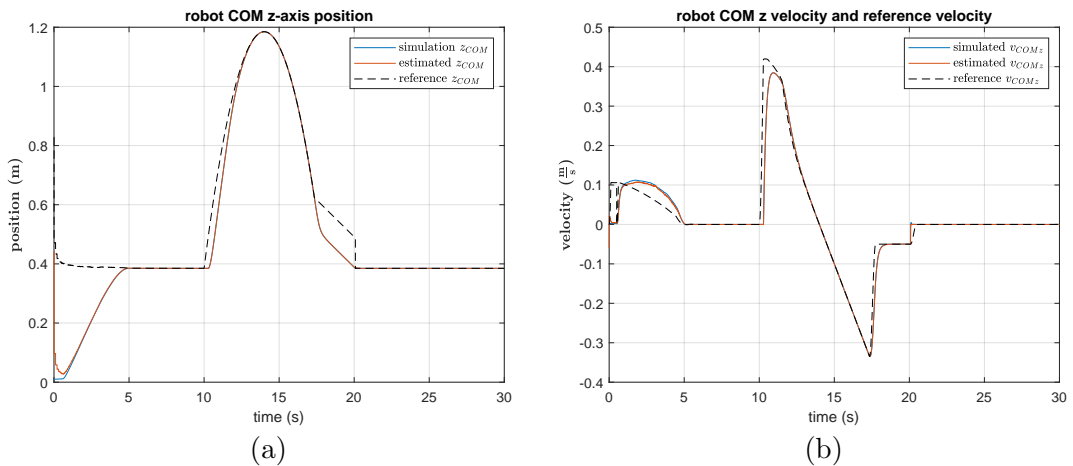 robot COM z-axis position
1.2
1
0.8
0.6
0.4
0.2
0
position (m)
simulation z_COM
estimated z_COM
reference z_COM
0 5 10 15 20 25 30
time (s)
(a)
robot COM z velocity and reference velocity
0.5
0.4
0.3
0.2
0.1
0
-0.1
-0.2
-0.3
-0.4
velocity (m/s)
simulated v_COMz
estimated v_COMz
reference v_COMz
0 5 10 15 20 25 30
time (s)
(b)